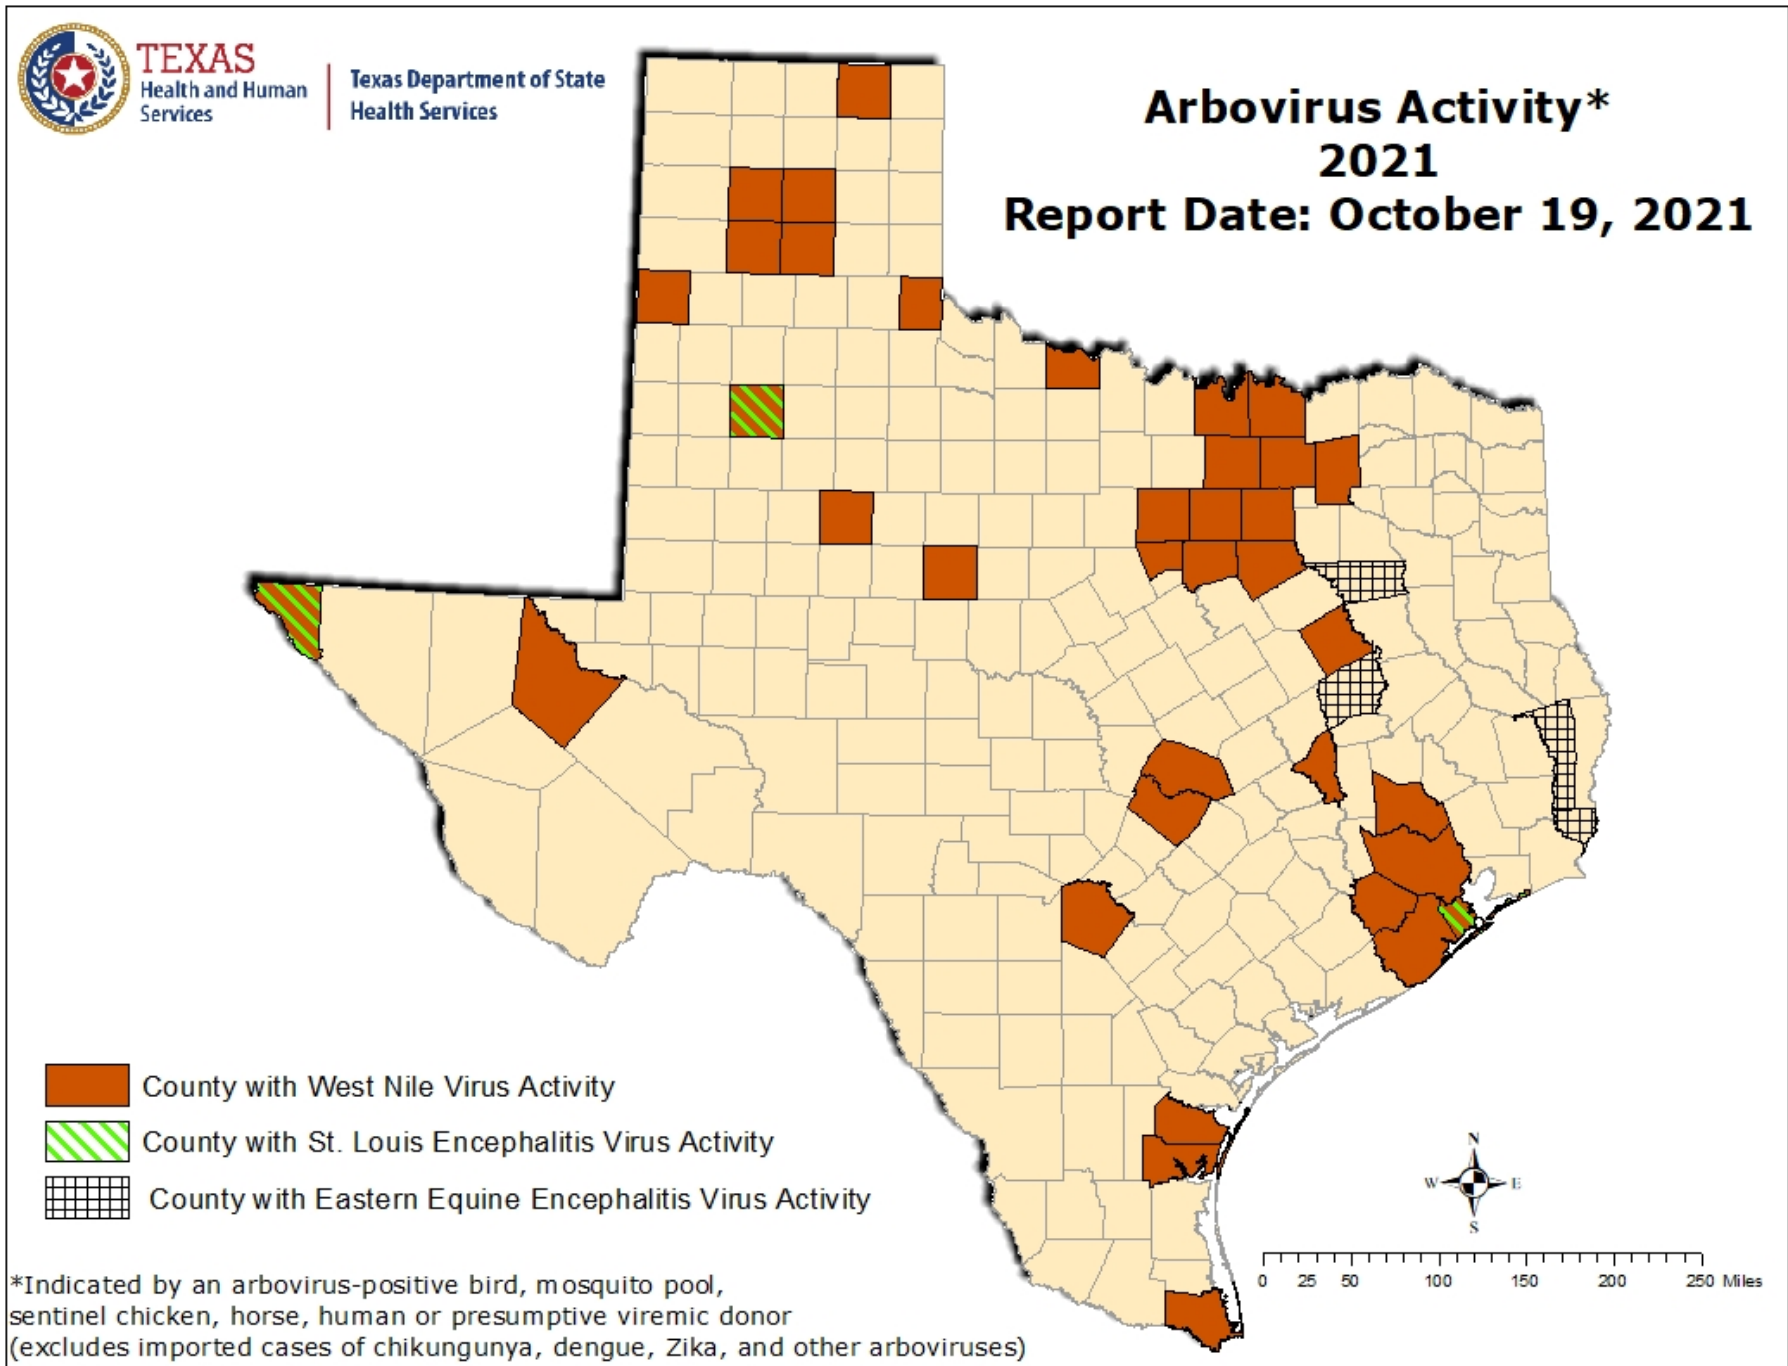 TEXAS
Health and Human
Services
Texas Department of State
Health Services
Arbovirus Activity*
2021
Report Date: October 19, 2021
County with West Nile Virus Activity
County with St. Louis Encephalitis Virus Activity
County with Eastern Equine Encephalitis Virus Activity
*Indicated by an arbovirus-positive bird, mosquito pool,
sentinel chicken, horse, human or presumptive viremic donor
(excludes imported cases of chikungunya, dengue, Zika, and other arboviruses)
N
W E
S
0 25 50 100 150 200 250 Miles